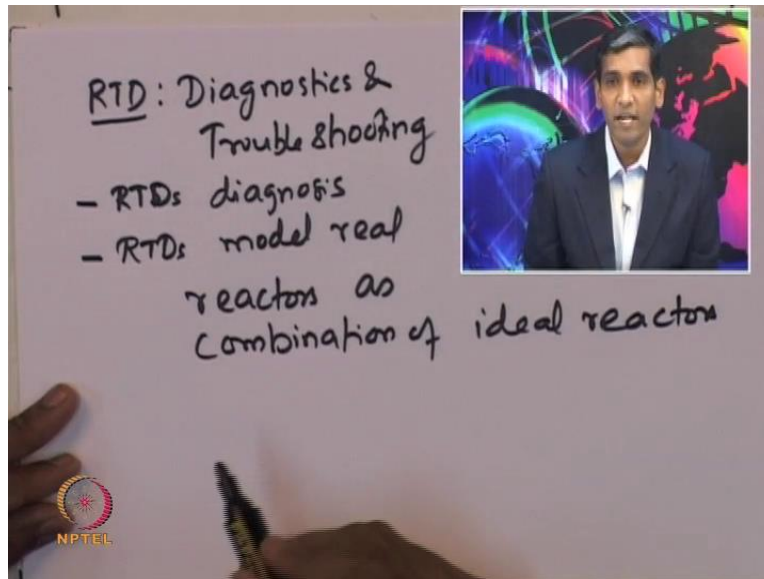 RTD : Diagnostics &
Trouble shooting
- RTDs diagnosis
- RTDs model real
reactors as
combination of ideal reactors
NPTEL